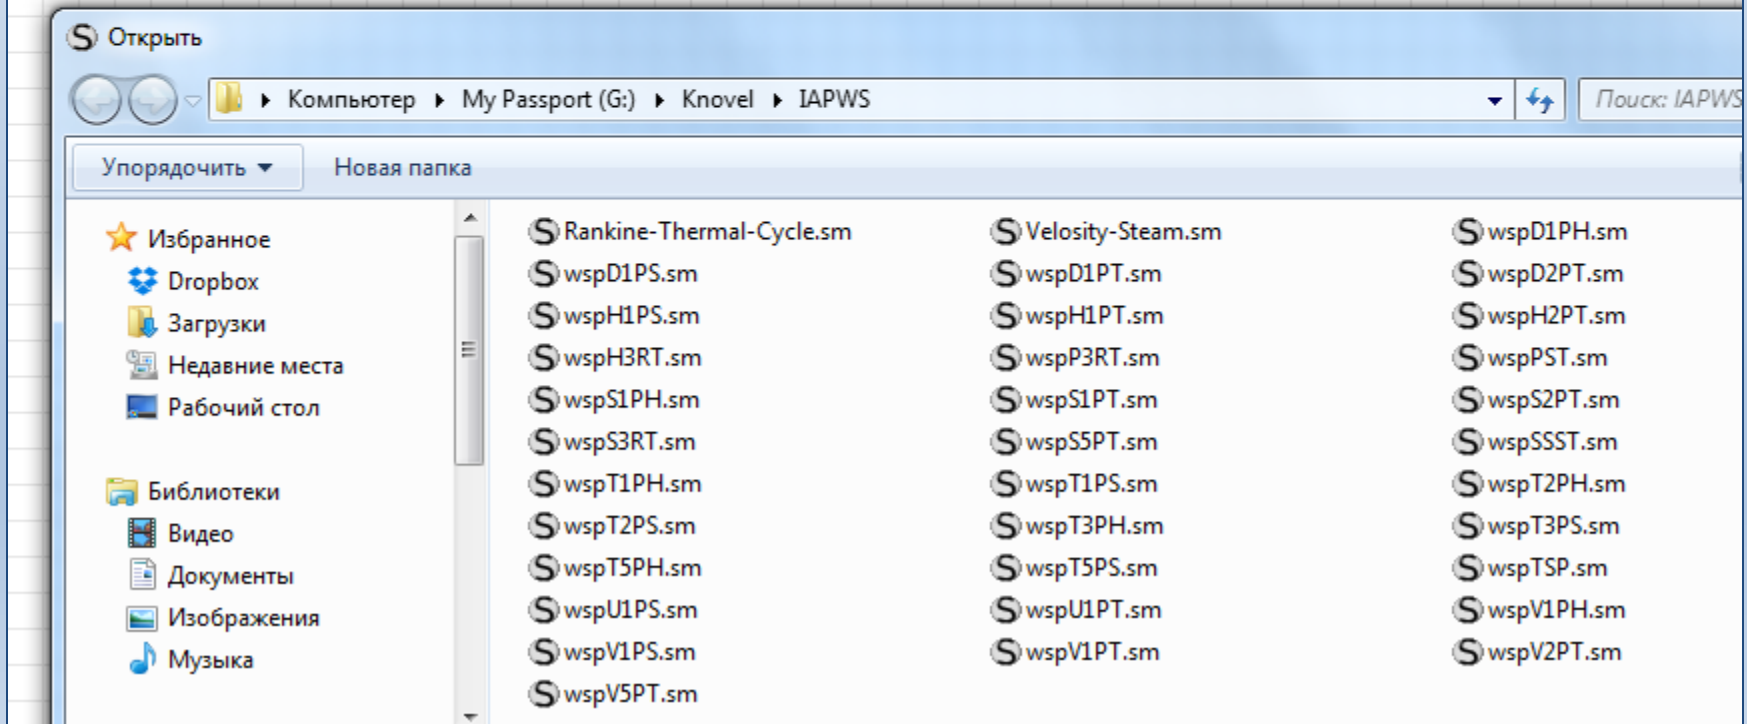 Открыть
Компьютер ▸ My Passport (G:) ▸ Knovel ▸ IAPWS
Поиск: IAPWS
Упорядочить ▼ Новая папка
Избранное
Dropbox
Загрузки
Недавние места
Рабочий стол
Библиотеки
Видео
Документы
Изображения
Музыка
Rankine-Thermal-Cycle.sm Velosity-Steam.sm wspD1PH.sm
wspD1PS.sm wspD1PT.sm wspD2PT.sm
wspH1PS.sm wspH1PT.sm wspH2PT.sm
wspH3RT.sm wspP3RT.sm wspPST.sm
wspS1PH.sm wspS1PT.sm wspS2PT.sm
wspS3RT.sm wspS5PT.sm wspSSST.sm
wspT1PH.sm wspT1PS.sm wspT2PH.sm
wspT2PS.sm wspT3PH.sm wspT3PS.sm
wspT5PH.sm wspT5PS.sm wspTSP.sm
wspU1PS.sm wspU1PT.sm wspV1PH.sm
wspV1PS.sm wspV1PT.sm wspV2PT.sm
wspV5PT.sm